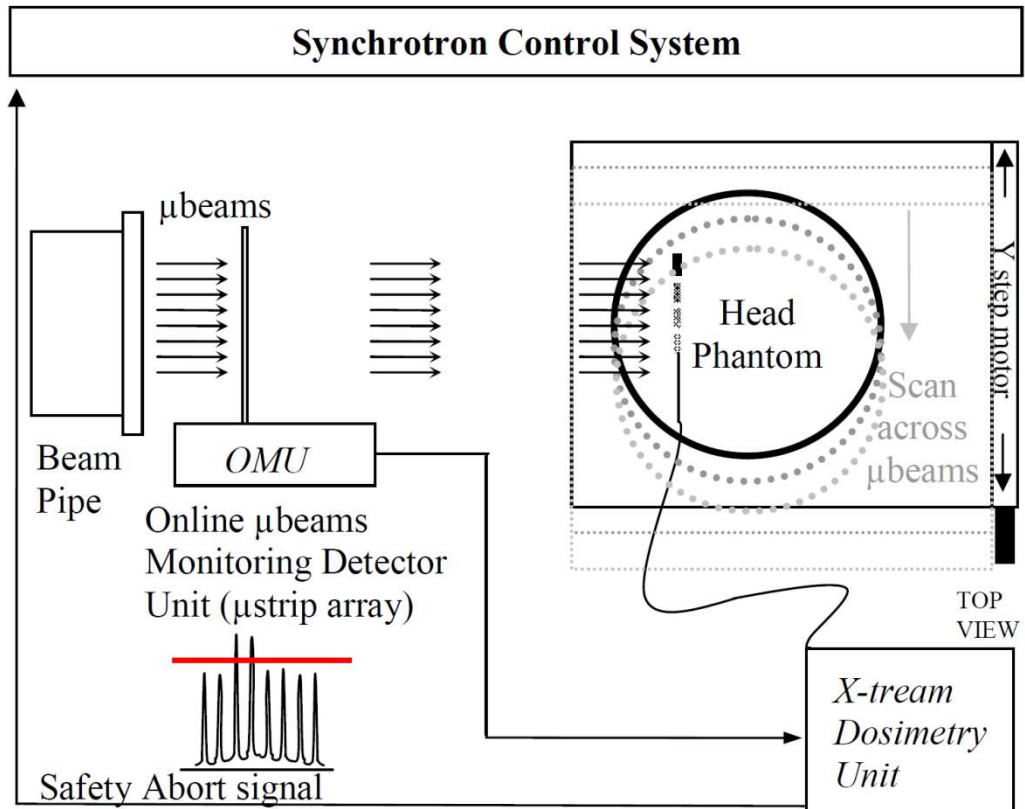 Synchrotron Control System
µbeams
Beam
Pipe
OMU
Online µbeams
Monitoring Detector
Unit (µstrip array)
Safety Abort signal
Head
Phantom
Scan
across
µbeams
Y step motor
TOP
VIEW
X-tream
Dosimetry
Unit